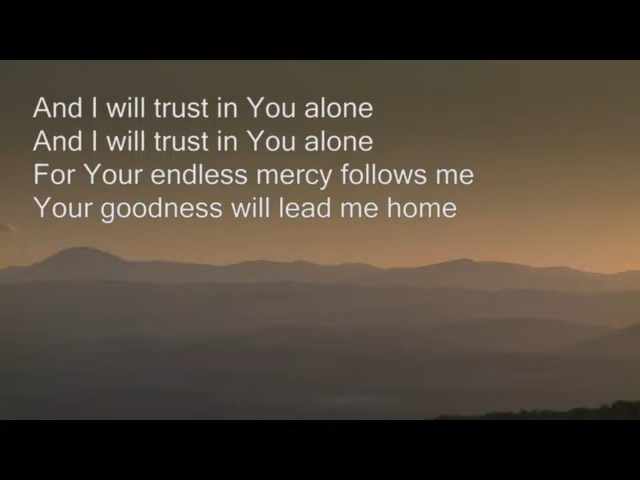 And I will trust in You alone
And I will trust in You alone
For Your endless mercy follows me
Your goodness will lead me home